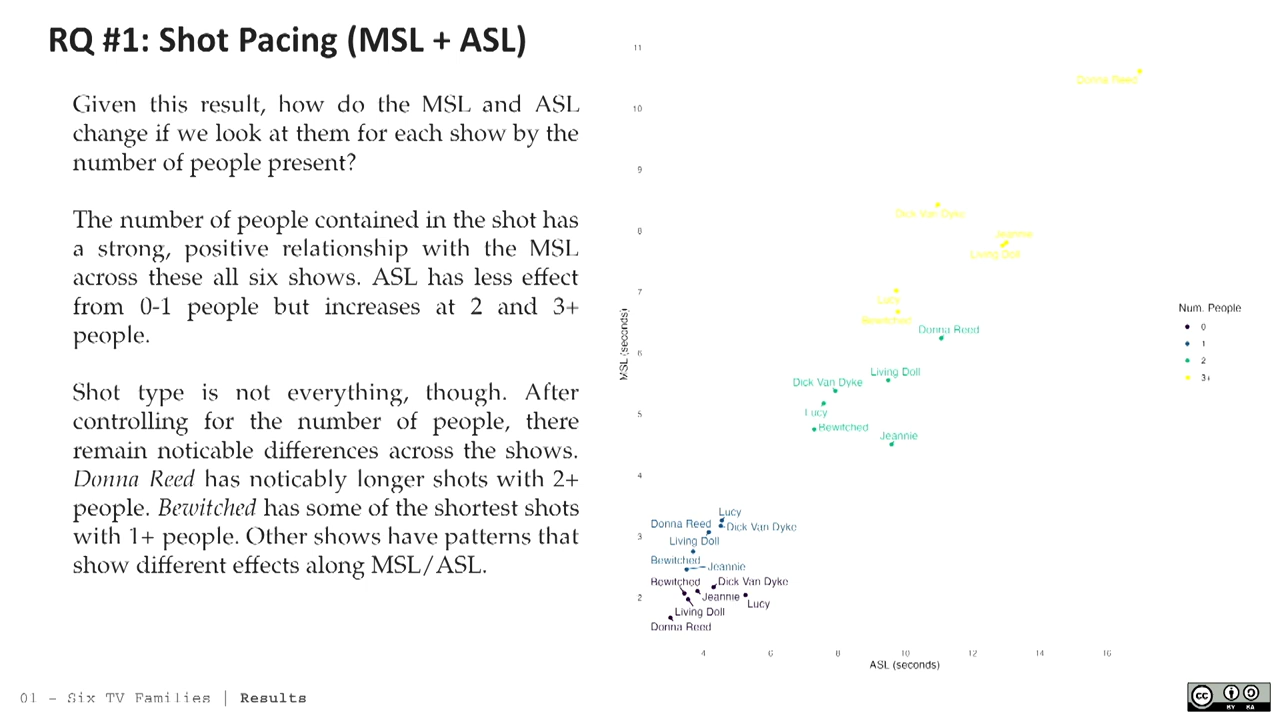 RQ #1: Shot Pacing (MSL + ASL)
Given this result, how do the MSL and ASL
change if we look at them for each show by the
number of people present?
The number of people contained in the shot has
a strong, positive relationship with the MSL
across these all six shows. ASL has less effect
from 0-1 people but increases at 2 and 3+
people.
Shot type is not everything, though. After
controlling for the number of people, there
remain noticable differences across the shows.
Donna Reed has noticably longer shots with 2+
people. Bewitched has some of the shortest shots
with 1+ people. Other shows have patterns that
show different effects along MSL/ASL.
11
10
9
8
7
6
5
4
3
2
MSL (seconds)
Donna Reed
Dick Van Dyke
Jeannie
Living Doll
Lucy
Bewitched
Donna Reed
Living Doll
Dick Van Dyke
Lucy
Bewitched
Jeannie
Lucy
Donna Reed
Dick Van Dyke
Living Doll
Bewitched
Jeannie
Bewitched
Dick Van Dyke
Jeannie
Lucy
Living Doll
Donna Reed
4 6 8 10 12 14 16
ASL (seconds)
Num. People
0
1
2
3+
01 - Six TV Families | Results
cc